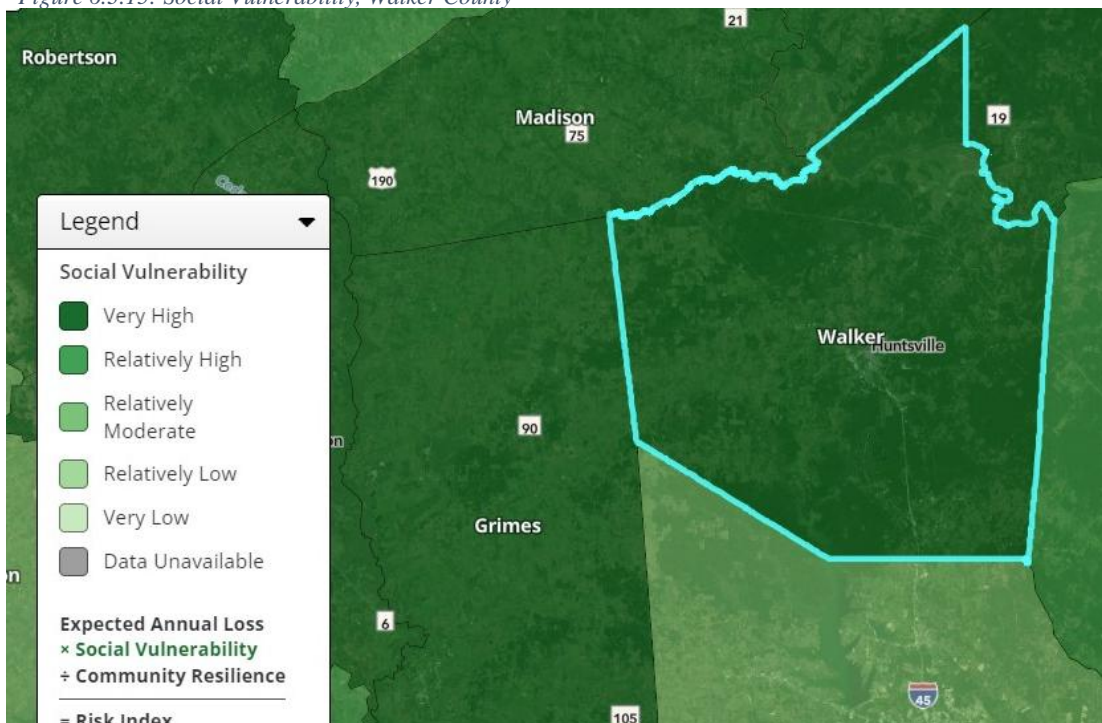 Figure 6.3.15: Social Vulnerability, Walker County
21
Robertson
Madison
75
19
190
Legend
Social Vulnerability
Very High
Relatively High
Relatively
Moderate
Relatively Low
Very Low
Data Unavailable
Expected Annual Loss
× Social Vulnerability
÷ Community Resilience
= Risk Index
Walker
Huntsville
90
Grimes
6
45
105